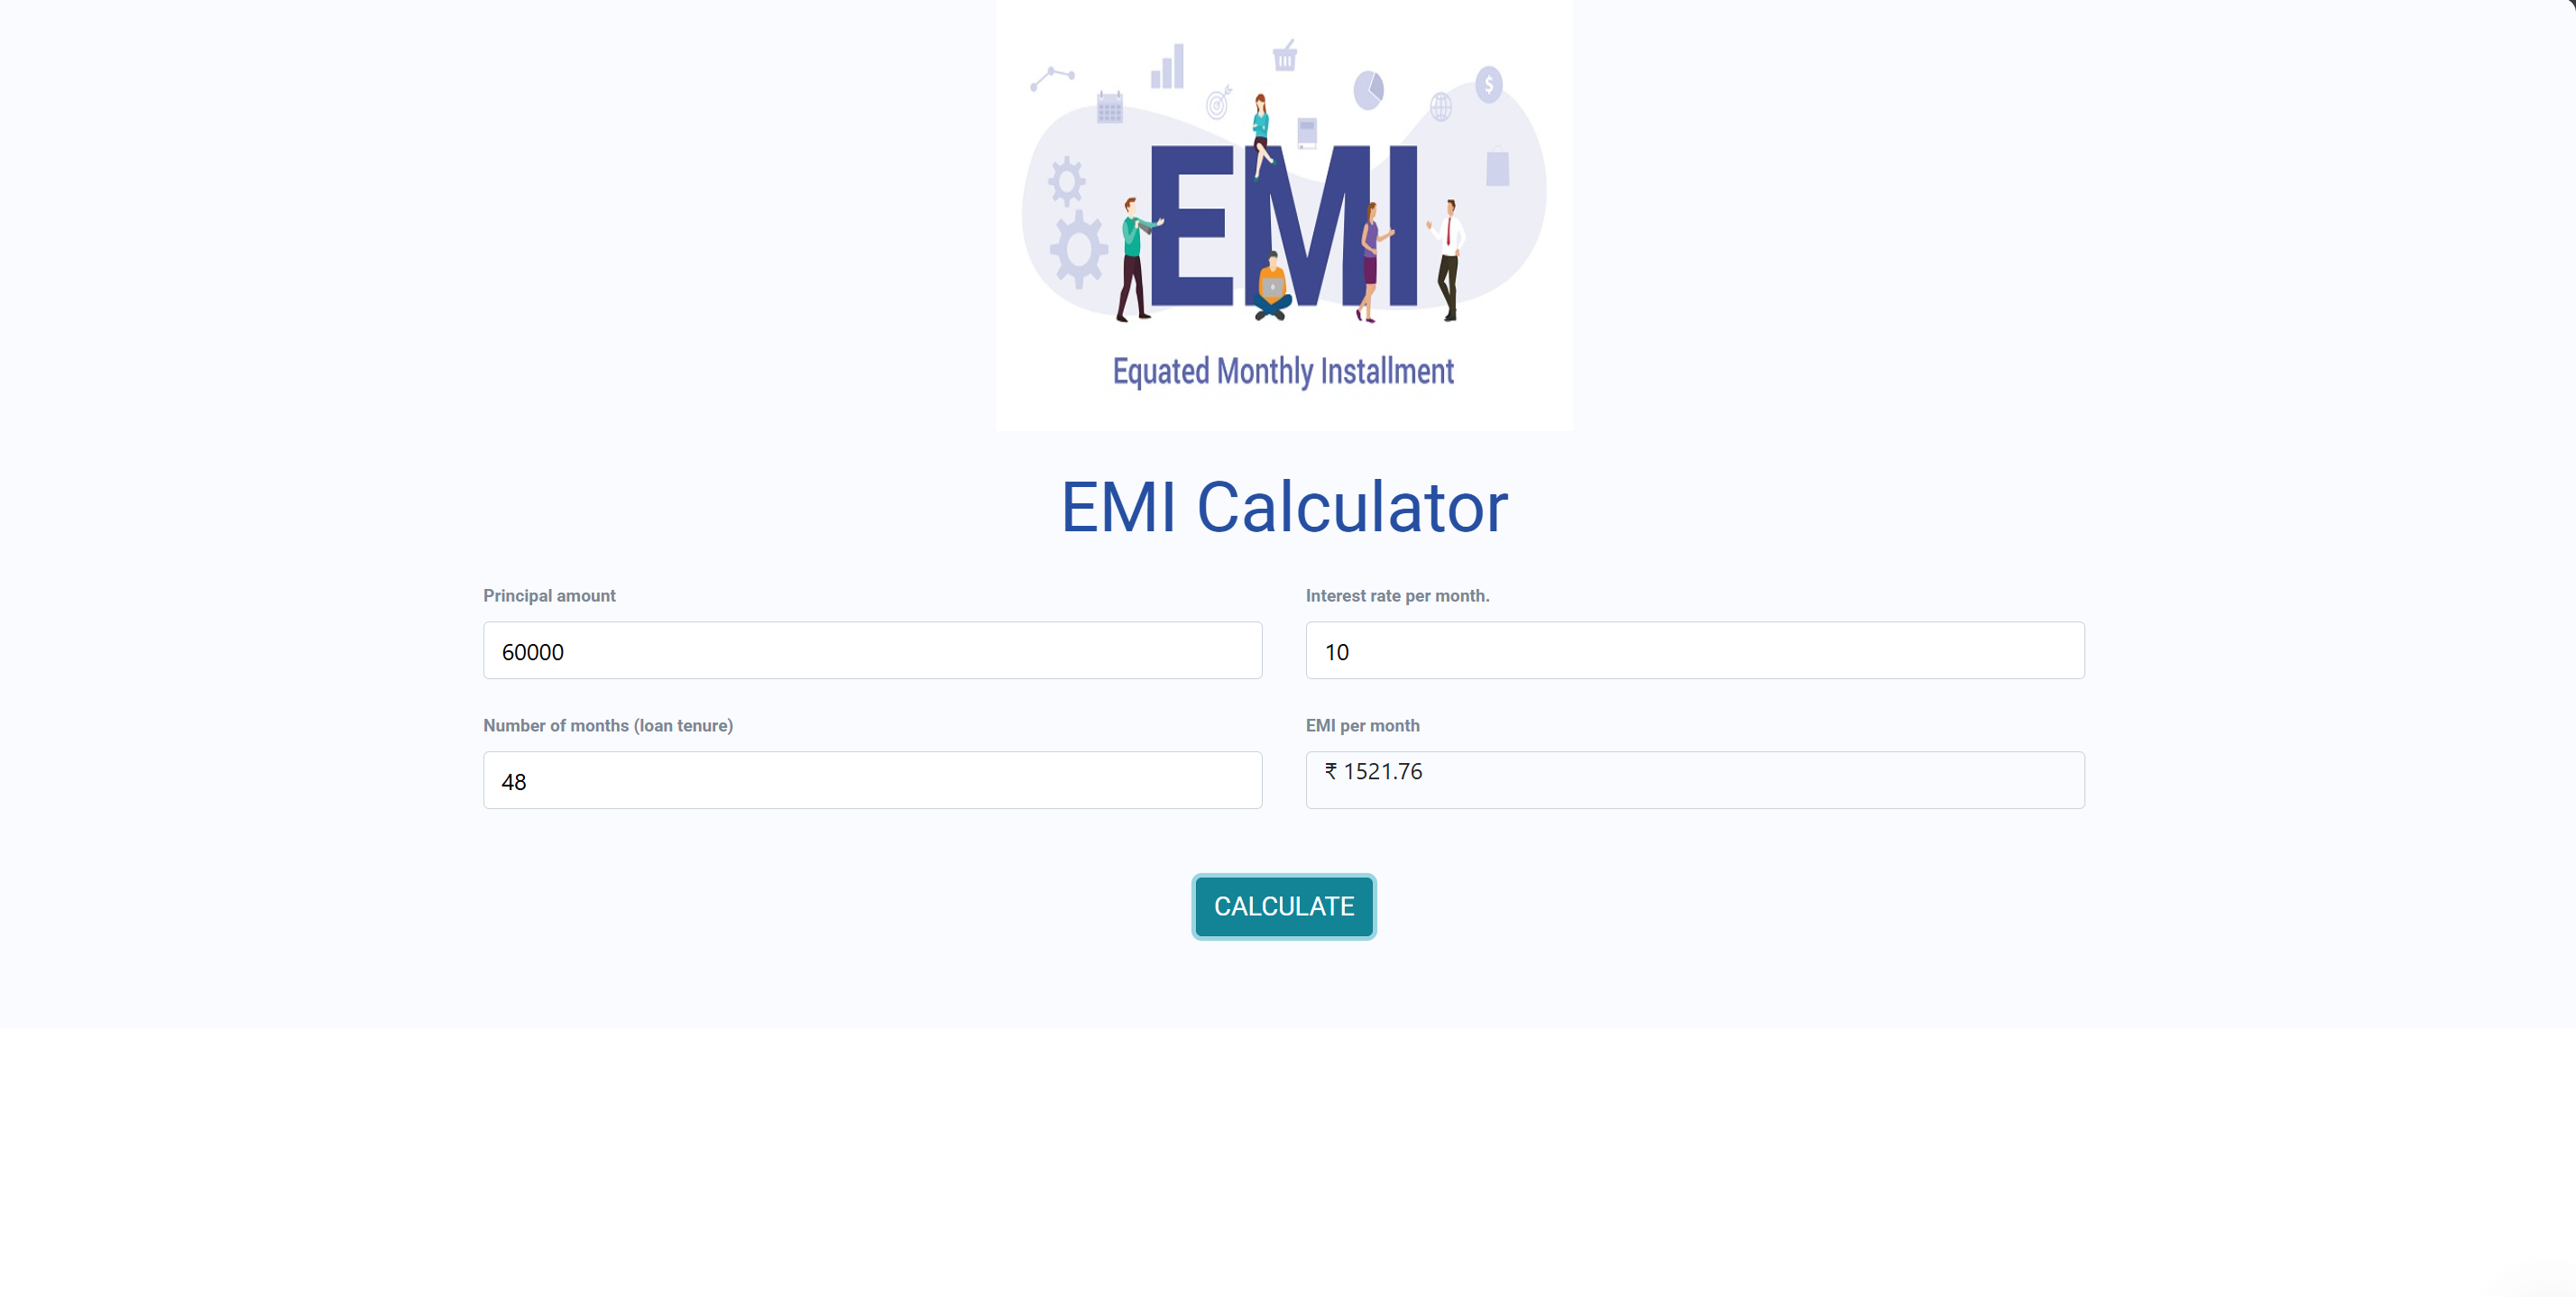 $
EMI
Equated Monthly Installment
EMI Calculator
Principal amount
Interest rate per month.
60000
10
Number of months (loan tenure)
EMI per month
48
₹ 1521.76
CALCULATE